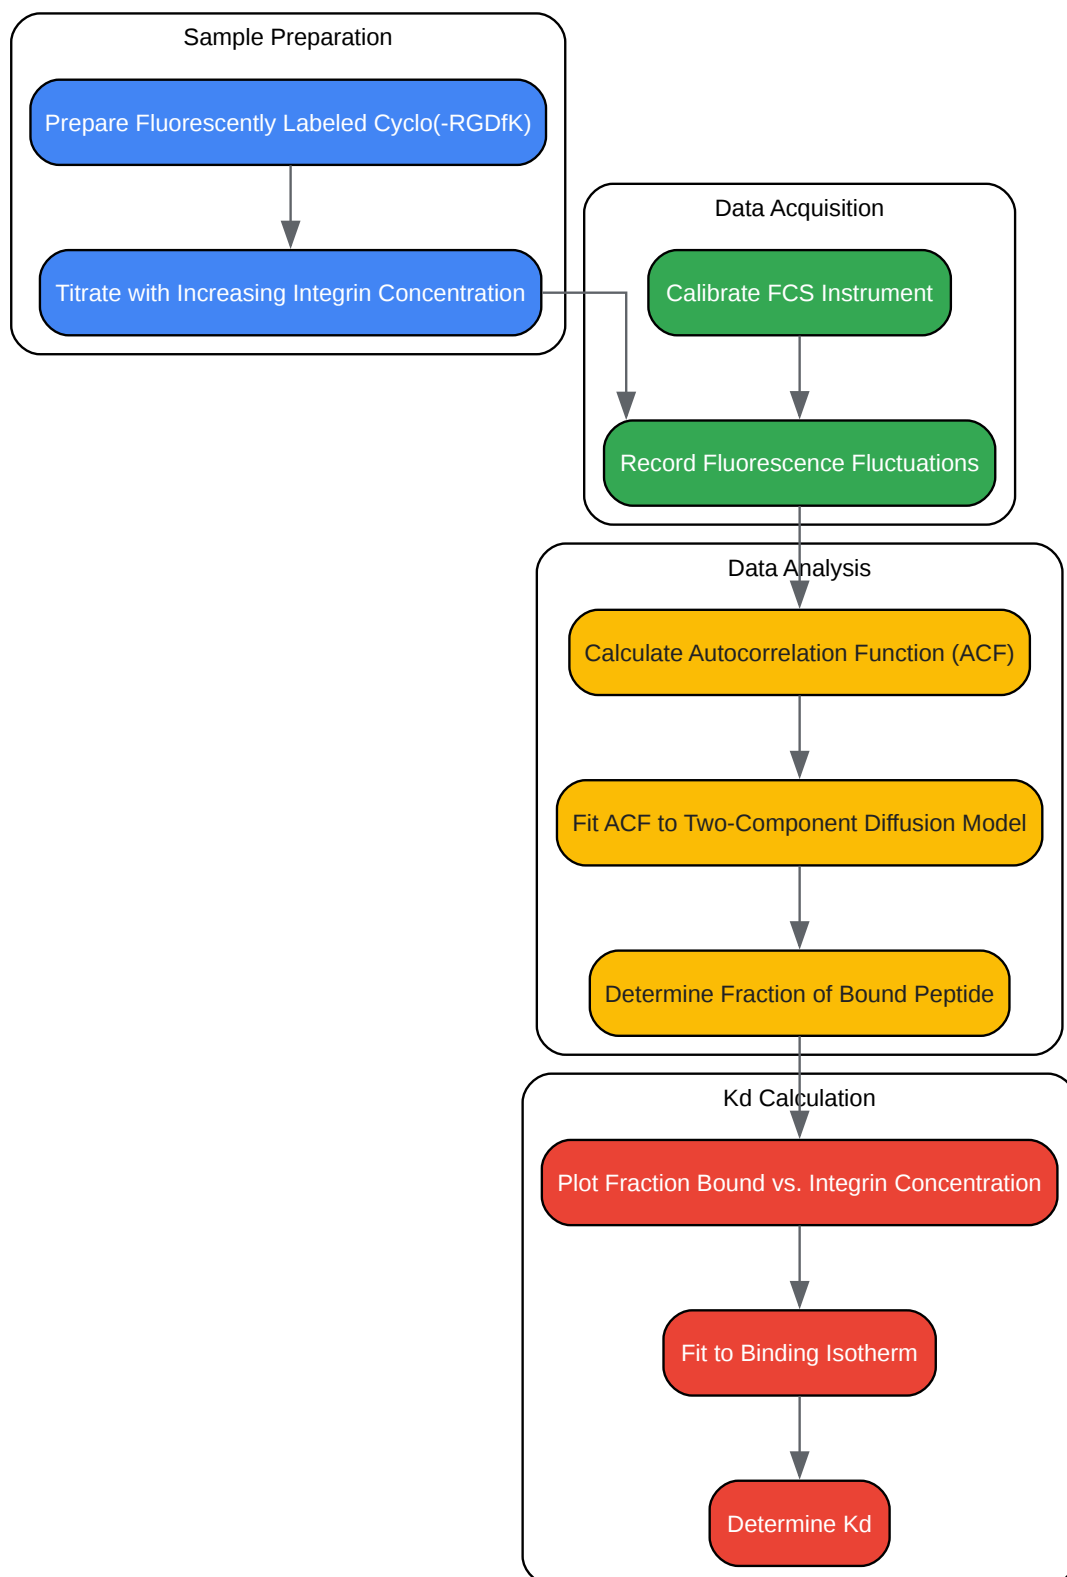 Sample Preparation
Prepare Fluorescently Labeled Cyclo(-RGDfK)
Titrate with Increasing Integrin Concentration
Data Acquisition
Calibrate FCS Instrument
Record Fluorescence Fluctuations
Data Analysis
Calculate Autocorrelation Function (ACF)
Fit ACF to Two-Component Diffusion Model
Determine Fraction of Bound Peptide
Kd Calculation
Plot Fraction Bound vs. Integrin Concentration
Fit to Binding Isotherm
Determine Kd